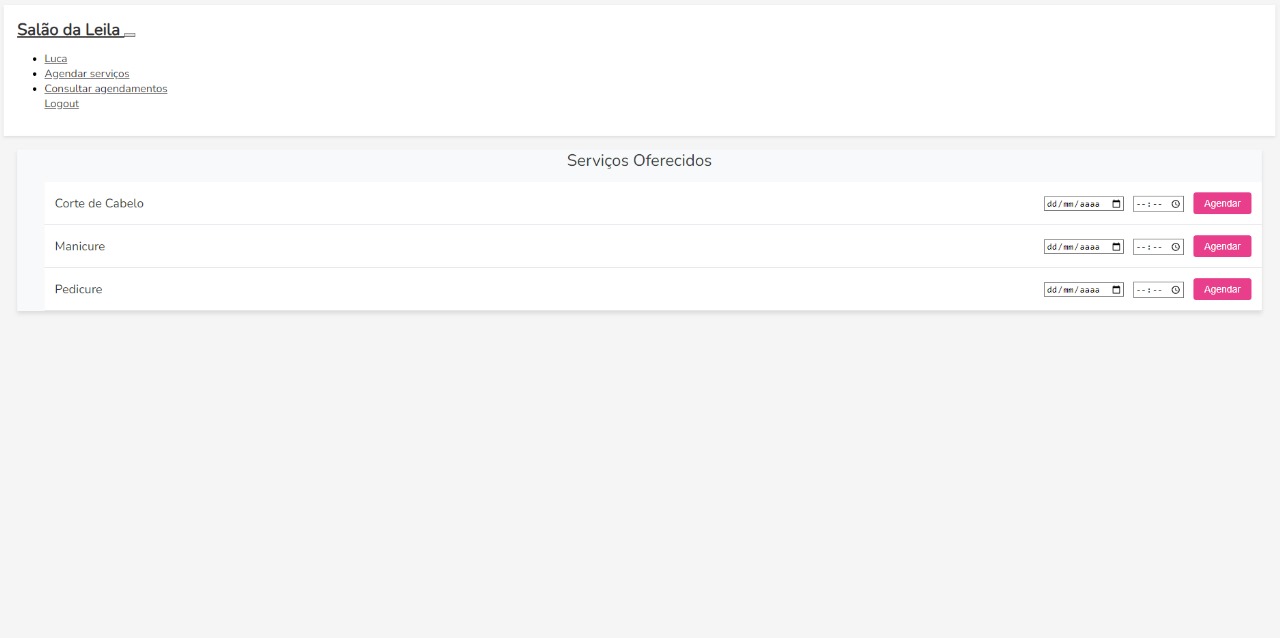 Salão da Leila
Luca
Agendar serviços
Consultar agendamentos
Logout
Serviços Oferecidos
Corte de Cabelo dd/mm/aaaa --:-- Agendar
Manicure dd/mm/aaaa --:-- Agendar
Pedicure dd/mm/aaaa --:-- Agendar